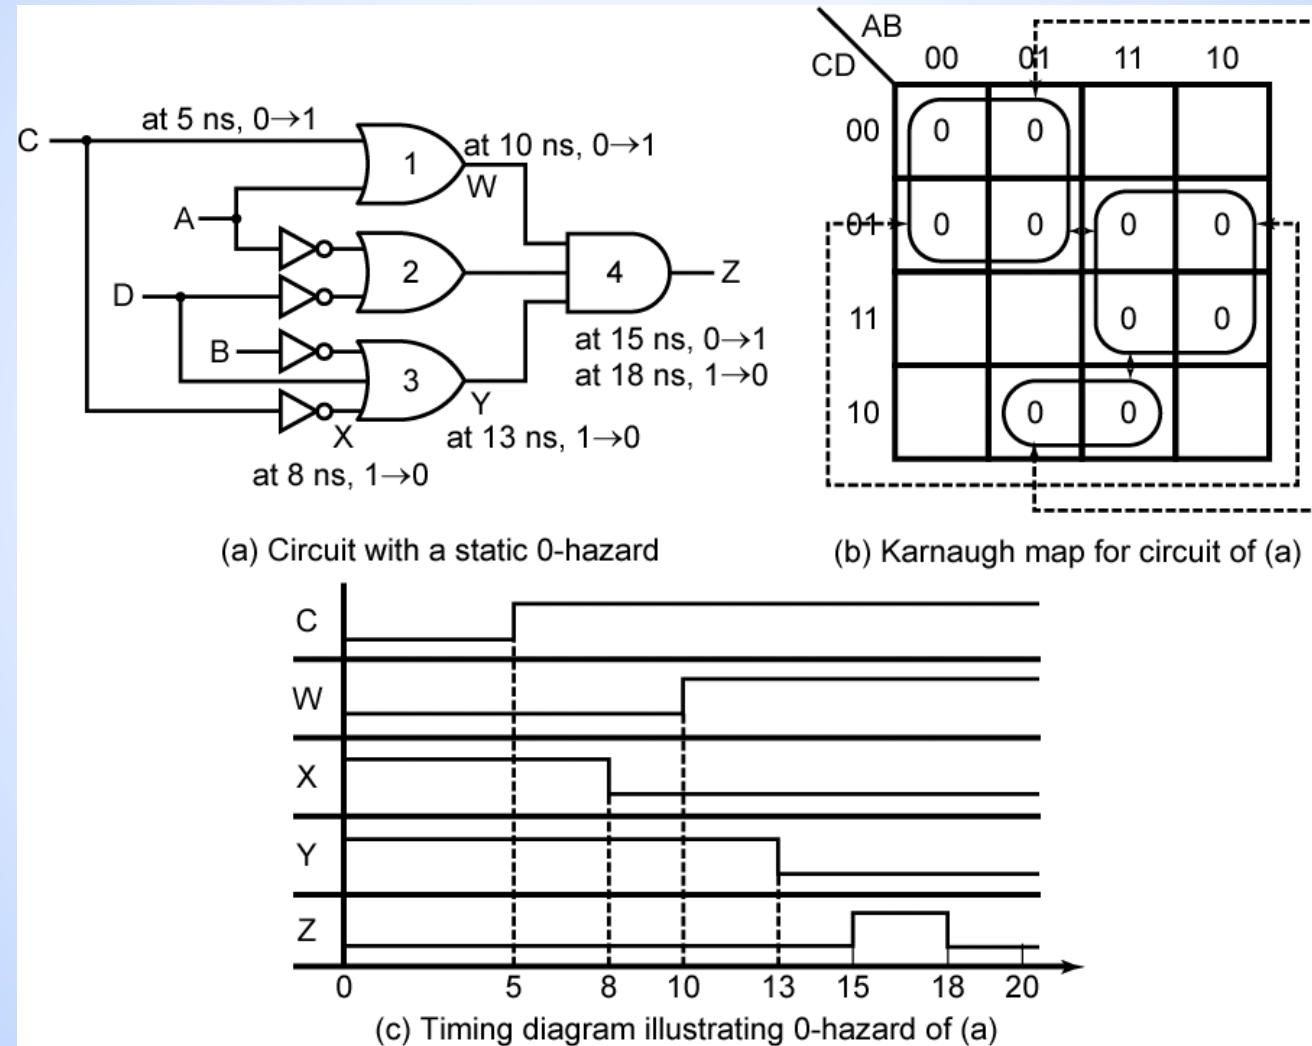 C
at 5 ns, 0→1
1
at 10 ns, 0→1
W
A
2
4
Z
D
B
3
at 15 ns, 0→1
at 18 ns, 1→0
X
Y
at 13 ns, 1→0
at 8 ns, 1→0
(a) Circuit with a static 0-hazard
AB
CD
00 01 11 10
00 0 0
01 0 0 0 0
11 0 0
10 0 0
(b) Karnaugh map for circuit of (a)
C
W
X
Y
Z
0 5 8 10 13 15 18 20
(c) Timing diagram illustrating 0-hazard of (a)